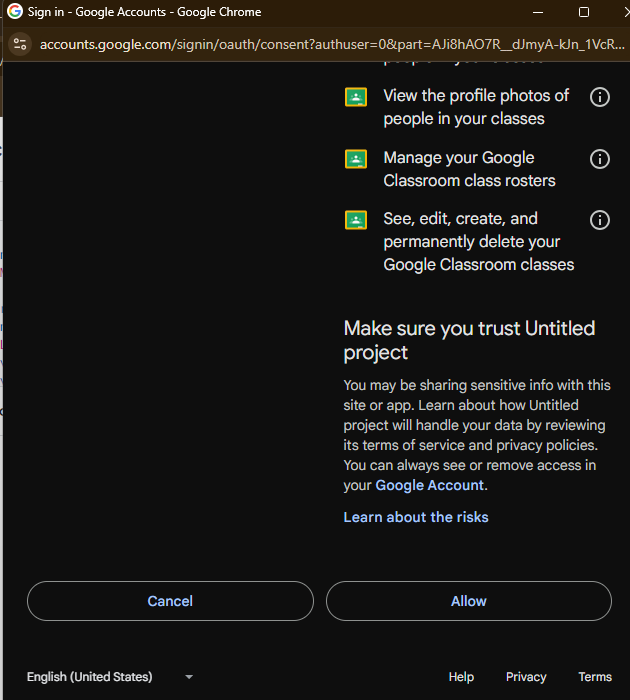 Sign in - Google Accounts - Google Chrome
accounts.google.com/signin/oauth/consent?authuser=0&part=AJi8hAO7R__dJmyA-kJn_1VcR...
View the profile photos of
people in your classes
Manage your Google
Classroom class rosters
See, edit, create, and
permanently delete your
Google Classroom classes
Make sure you trust Untitled
project
You may be sharing sensitive info with this
site or app. Learn about how Untitled
project will handle your data by reviewing
its terms of service and privacy policies.
You can always see or remove access in
your Google Account.
Learn about the risks
Cancel
Allow
English (United States)
Help
Privacy
Terms